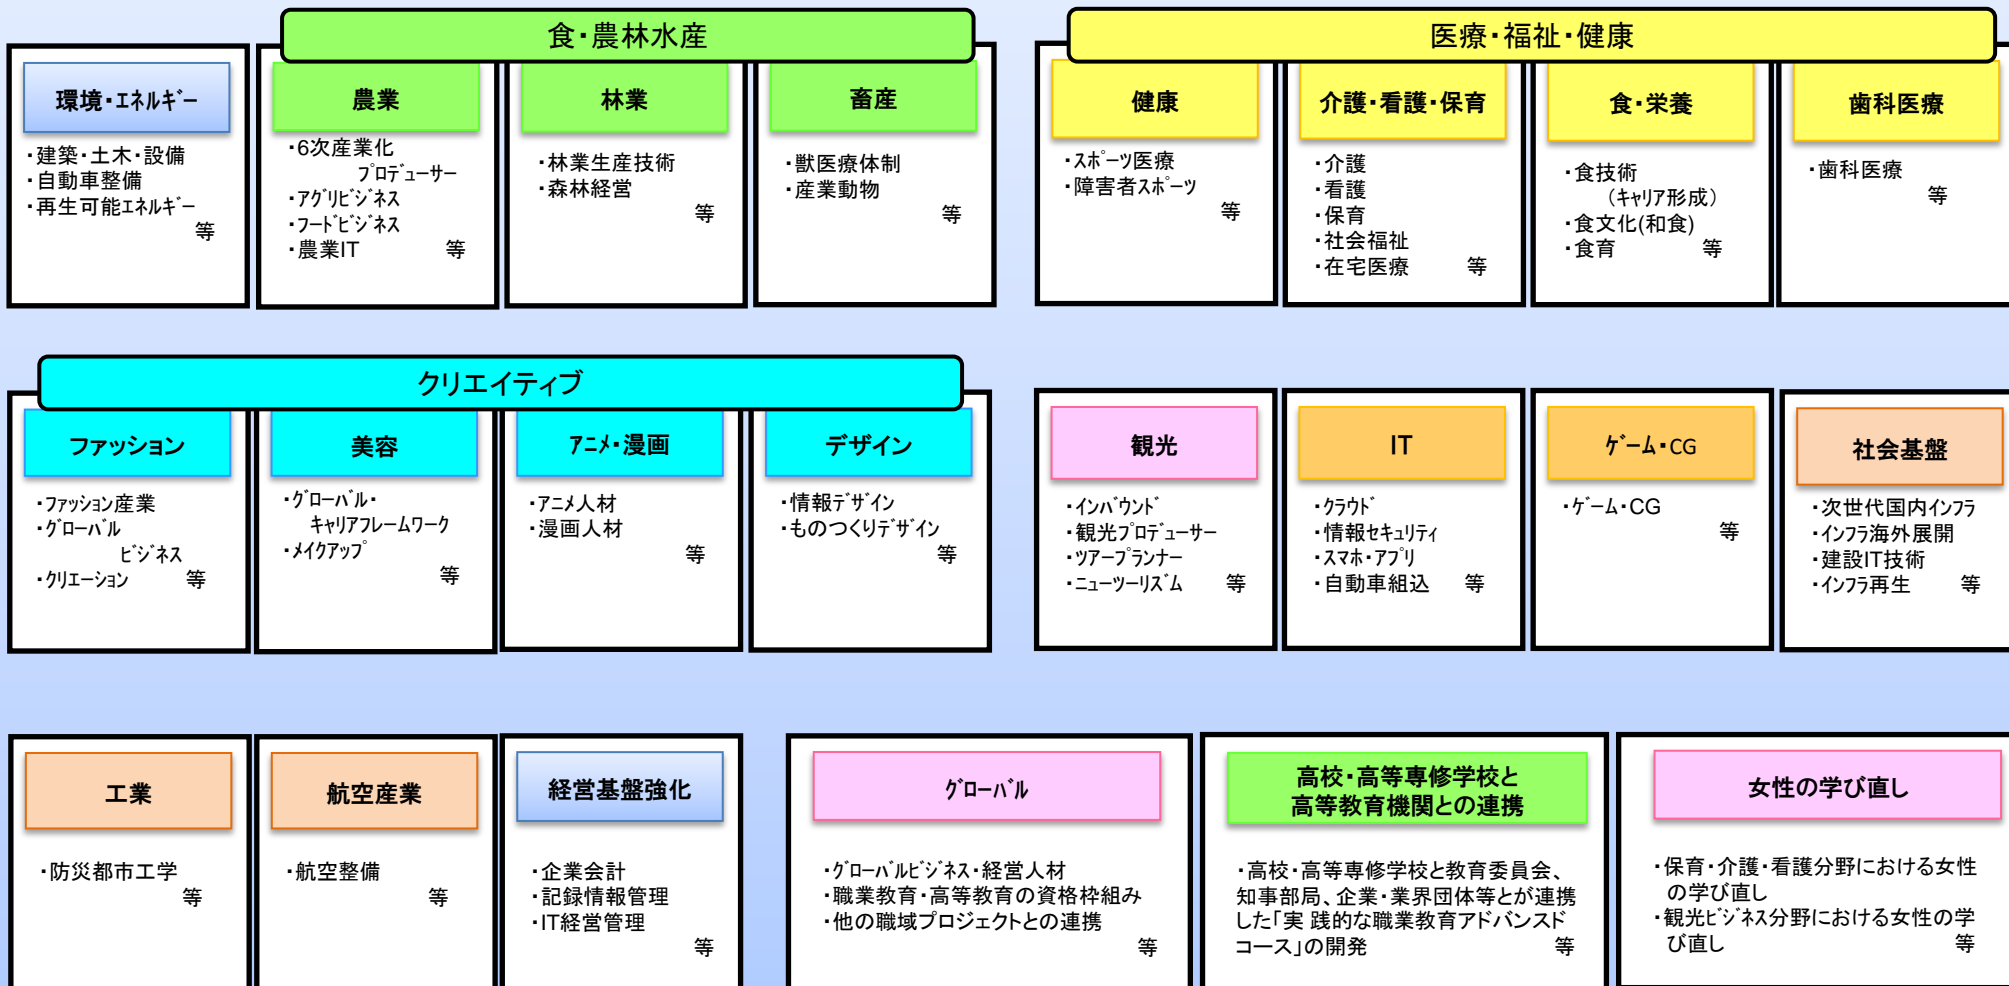 食・農林水産
医療・福祉・健康
環境・ｴﾈﾙｷﾞｰ
・建築・土木・設備
・自動車整備
・再生可能ｴﾈﾙｷﾞｰ
等
農業
・6次産業化
ﾌﾟﾛﾃﾞｭｰｻｰ
・ｱｸﾞﾘﾋﾞｼﾞﾈｽ
・ﾌｰﾄﾞﾋﾞｼﾞﾈｽ
・農業IT 等
林業
・林業生産技術
・森林経営
等
畜産
・獣医療体制
・産業動物
等
健康
・ｽﾎﾟｰﾂ医療
・障害者ｽﾎﾟｰﾂ
等
介護・看護・保育
・介護
・看護
・保育
・社会福祉
・在宅医療 等
食・栄養
・食技術
（キャリア形成）
・食文化(和食)
・食育 等
歯科医療
・歯科医療
等
クリエイティブ
ファッション
・ﾌｧｯｼｮﾝ産業
・ｸﾞﾛｰﾊﾞﾙ
ﾋﾞｼﾞﾈｽ
・ｸﾘｴｰｼｮﾝ 等
美容
・ｸﾞﾛｰﾊﾞﾙ・
ｷｬﾘｱﾌﾚｰﾑﾜｰｸ
・ﾒｲｸｱｯﾌﾟ
等
ｱﾆﾒ・漫画
・ｱﾆﾒ人材
・漫画人材
等
デザイン
・情報ﾃﾞｻﾞｲﾝ
・ものつくりﾃﾞｻﾞｲﾝ
等
観光
・ｲﾝﾊﾞｳﾝﾄﾞ
・観光ﾌﾟﾛﾃﾞｭｰｻｰ
・ﾂｱｰﾌﾟﾗﾝﾅｰ
・ﾆｭｰﾂｰﾘｽﾞﾑ 等
IT
・ｸﾗｳﾄﾞ
・情報ｾｷｭﾘﾃｨ
・ｽﾏﾎ・ｱﾌﾟﾘ
・自動車組込 等
ｹﾞｰﾑ・CG
・ｹﾞｰﾑ・CG
等
社会基盤
・次世代国内ｲﾝﾌﾗ
・ｲﾝﾌﾗ海外展開
・建設IT技術
・ｲﾝﾌﾗ再生 等
工業
・防災都市工学
等
航空産業
・航空整備
等
経営基盤強化
・企業会計
・記録情報管理
・IT経営管理
等
ｸﾞﾛｰﾊﾞﾙ
・ｸﾞﾛｰﾊﾞﾙﾋﾞｼﾞﾈｽ・経営人材
・職業教育・高等教育の資格枠組み
・他の職域プロジェクトとの連携
等
高校・高等専修学校と
高等教育機関との連携
・高校・高等専修学校と教育委員会、
知事部局、企業・業界団体等とが連携
した「実 践的な職業教育アドバンスド
コース」の開発 等
女性の学び直し
・保育・介護・看護分野における女性
の学び直し
・観光ﾋﾞｼﾞﾈｽ分野における女性の学
び直し 等